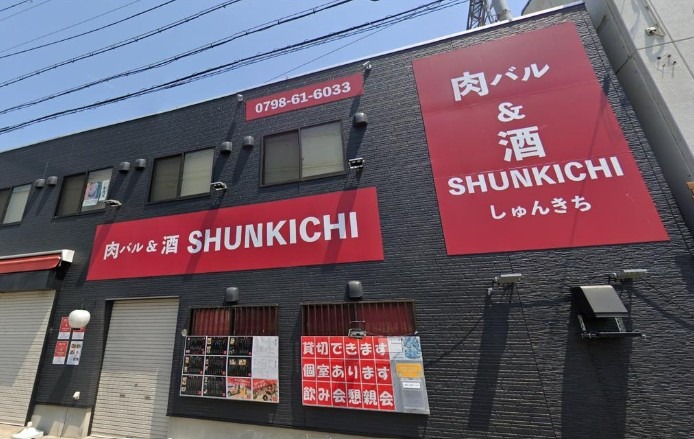 0798-61-6033
肉バル
&
酒
SHUNKICHI
しゅんきち
肉バル & 酒 SHUNKICHI
貸切できます
個室あります
飲み会懇親会